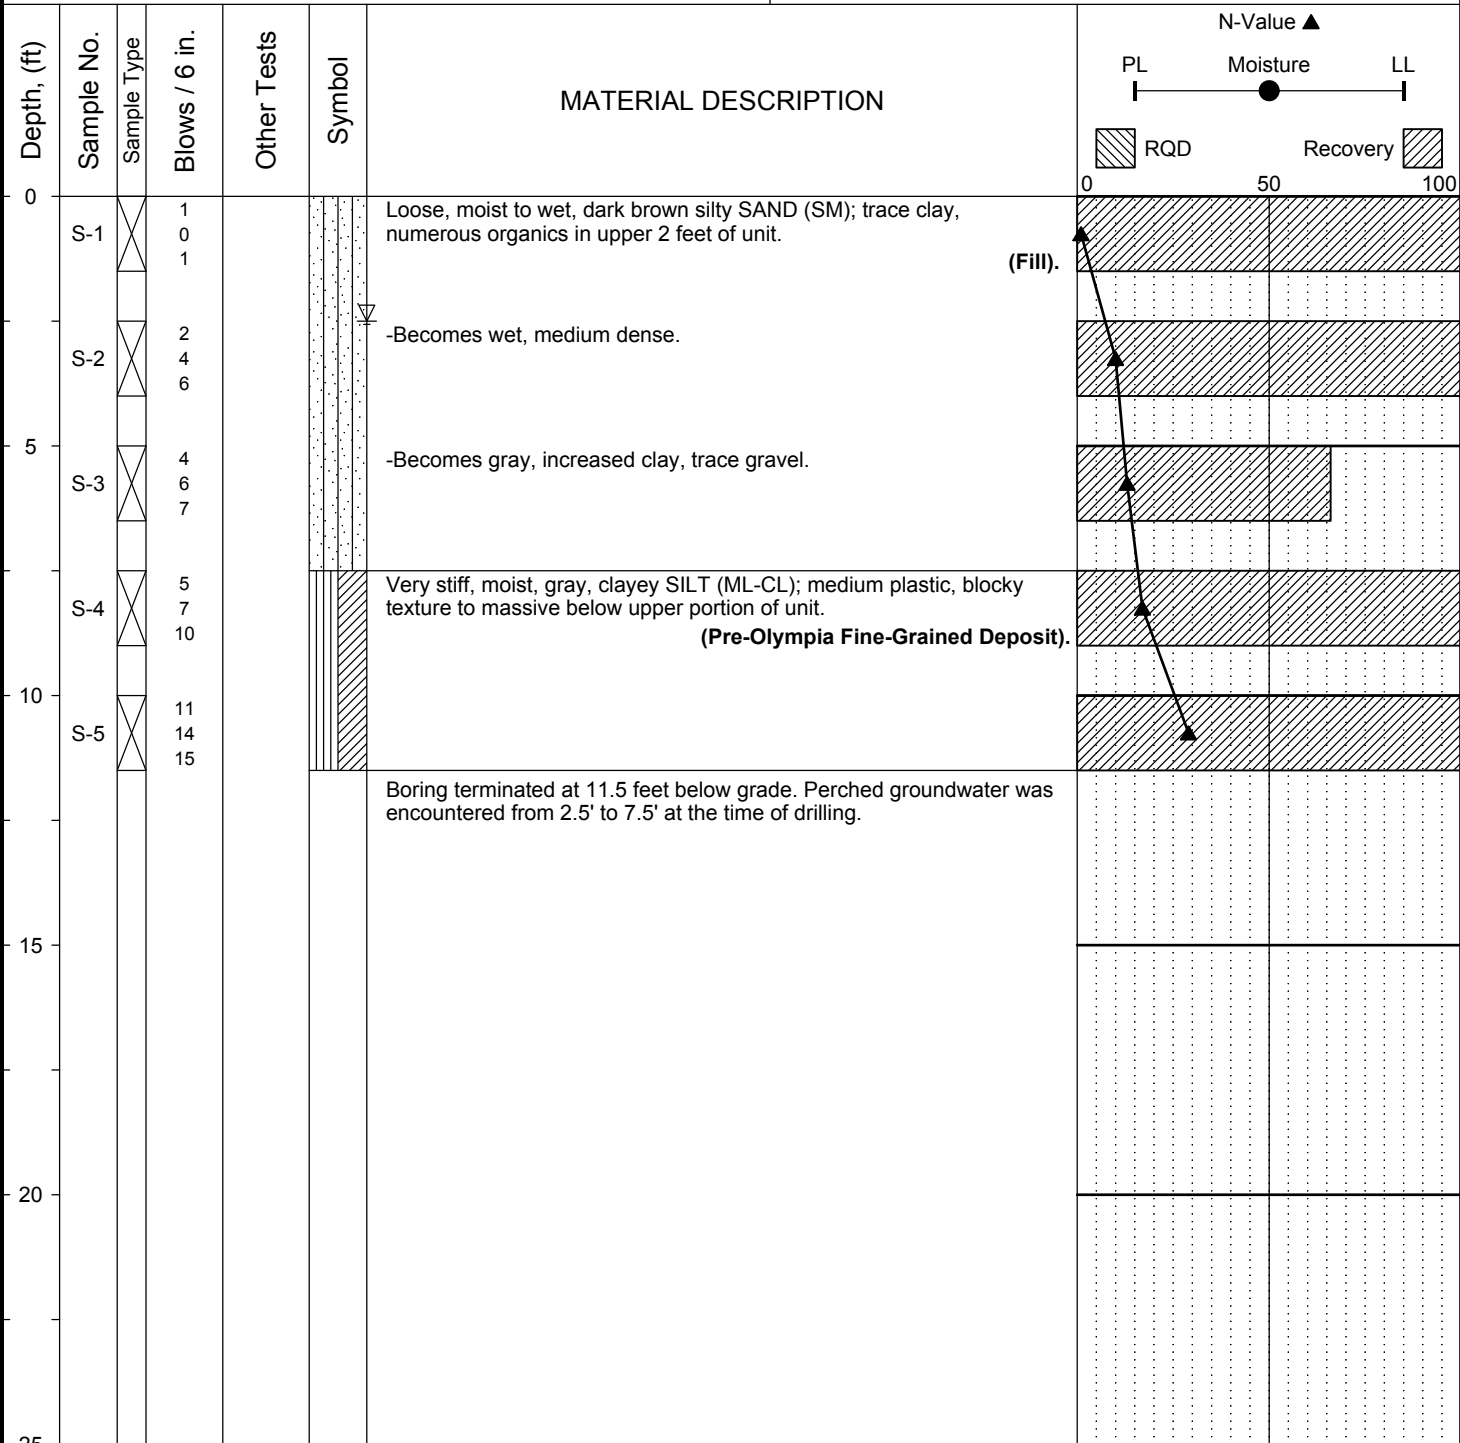 Depth, (ft)
Sample No.
Sample Type
Blows / 6 in.
Other Tests
Symbol
MATERIAL DESCRIPTION
N-Value ▲
PL Moisture LL
RQD Recovery
0 50 100
0
S-1
1
0
1
Loose, moist to wet, dark brown silty SAND (SM); trace clay,
numerous organics in upper 2 feet of unit.
(Fill).
S-2
2
4
6
-Becomes wet, medium dense.
5
S-3
4
6
7
-Becomes gray, increased clay, trace gravel.
S-4
5
7
10
Very stiff, moist, gray, clayey SILT (ML-CL); medium plastic, blocky
texture to massive below upper portion of unit.
(Pre-Olympia Fine-Grained Deposit).
10
S-5
11
14
15
Boring terminated at 11.5 feet below grade. Perched groundwater was
encountered from 2.5' to 7.5' at the time of drilling.
15
20
25